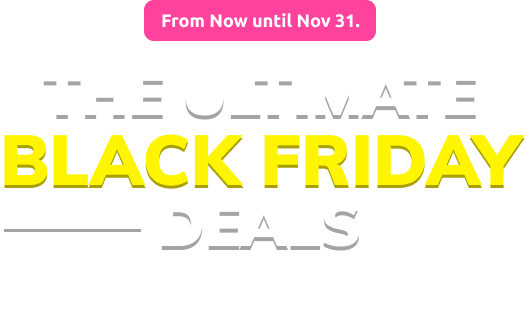 From Now until Nov 31.
THE ULTIMATE
BLACK FRIDAY
DEALS